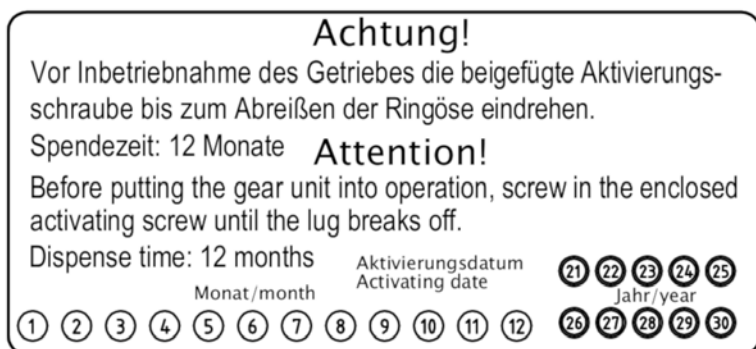 Achtung!
Vor Inbetriebnahme des Getriebes die beigefügte Aktivierungs-
schraube bis zum Abreißen der Ringöse eindrehen.
Spendezeit: 12 Monate Attention!
Before putting the gear unit into operation, screw in the enclosed
activating screw until the lug breaks off.
Dispense time: 12 months
Aktivierungsdatum
Activating date
21 22 23 24 25
Monat/month
Jahr/year
1 2 3 4 5 6 7 8 9 10 11 12
26 27 28 29 30